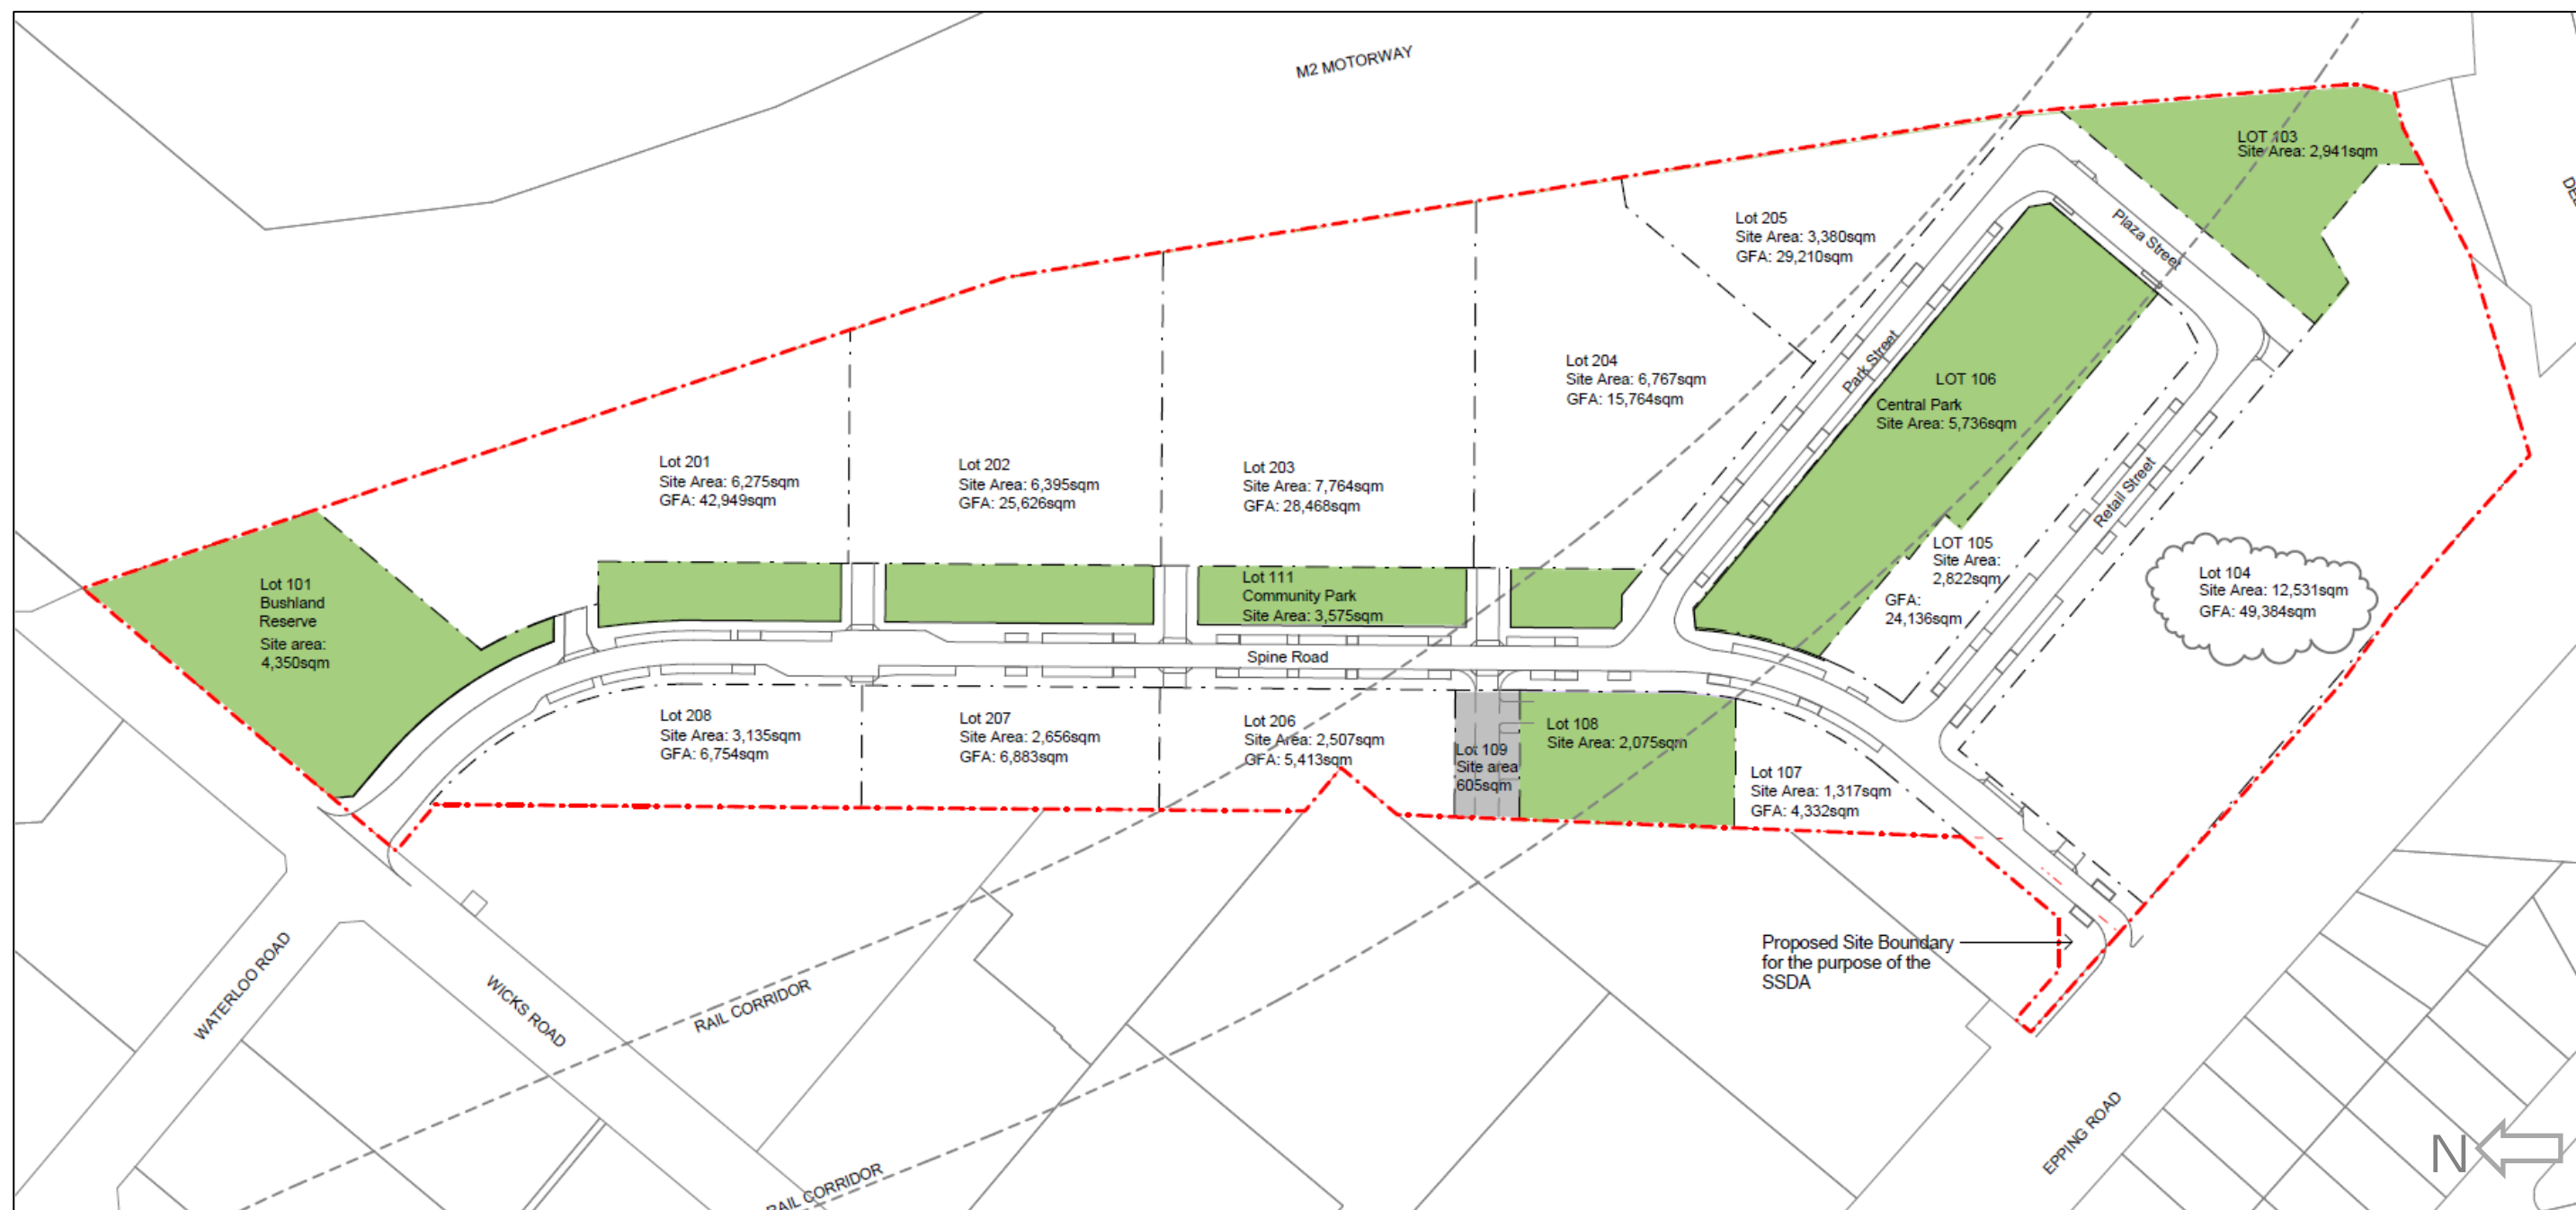 M2 MOTORWAY
LOT 103
Site Area: 2,941sqm
Plaza Street
Lot 205
Site Area: 3,380sqm
GFA: 29,210sqm
Lot 204
Site Area: 6,767sqm
GFA: 15,764sqm
Park Street
LOT 106
Central Park
Site Area: 5,736sqm
Retail Street
LOT 105
Site Area:
2,822sqm
GFA:
24,136sqm
Lot 104
Site Area: 12,531sqm
GFA: 49,384sqm
Lot 201
Site Area: 6,275sqm
GFA: 42,949sqm
Lot 202
Site Area: 6,395sqm
GFA: 25,626sqm
Lot 203
Site Area: 7,764sqm
GFA: 28,468sqm
Lot 101
Bushland
Reserve
Site area:
4,350sqm
Lot 111
Community Park
Site Area: 3,575sqm
Spine Road
Lot 208
Site Area: 3,135sqm
GFA: 6,754sqm
Lot 207
Site Area: 2,656sqm
GFA: 6,883sqm
Lot 206
Site Area: 2,507sqm
GFA: 5,413sqm
Lot 109
Site area
605sqm
Lot 108
Site Area: 2,075sqm
Lot 107
Site Area: 1,317sqm
GFA: 4,332sqm
Proposed Site Boundary
for the purpose of the
SSDA
WATERLOO ROAD
WICKS ROAD
RAIL CORRIDOR
RAIL CORRIDOR
EPPING ROAD
N